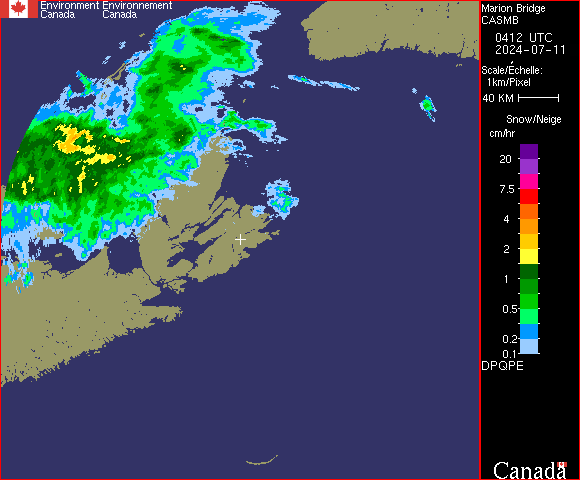 Environment Environnement
Canada Canada
Marion Bridge
CASMB
0412 UTC
2024-07-11
Scale/Échelle:
1km/Pixel
40 KM
Snow/Neige
cm/hr
20
7.5
4
2
1
0.5
0.2
0.1
DPQPE
Canada